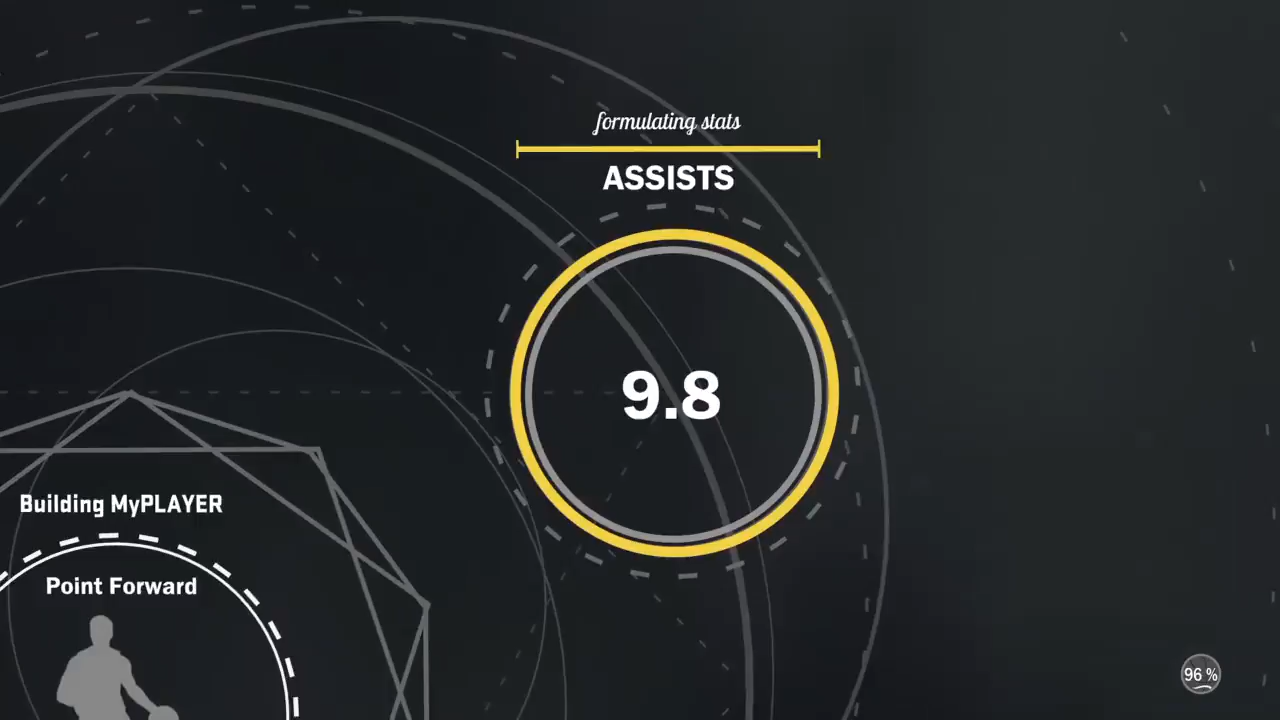 formulating stats
ASSISTS
9.8
Building MyPLAYER
Point Forward
96 %